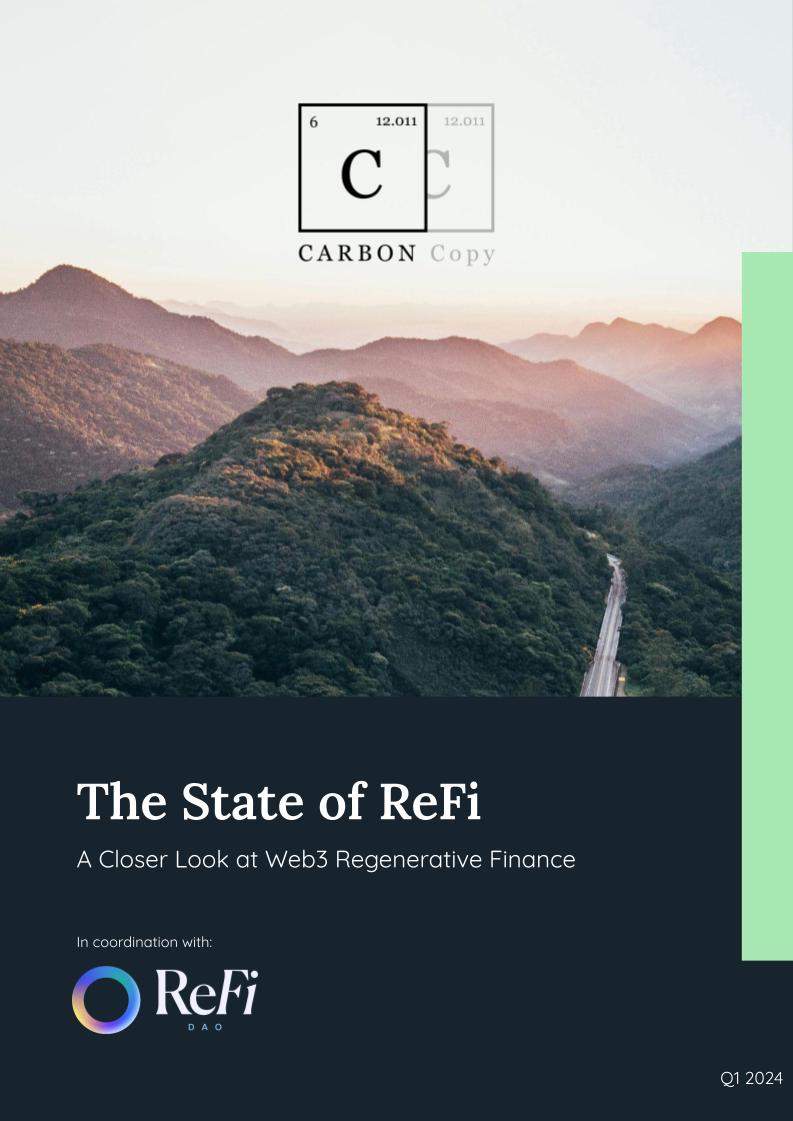 6 12.011 12.011
C C
CARBON Copy
The State of ReFi
A Closer Look at Web3 Regenerative Finance
In coordination with:
ReFi
DAO
Q1 2024